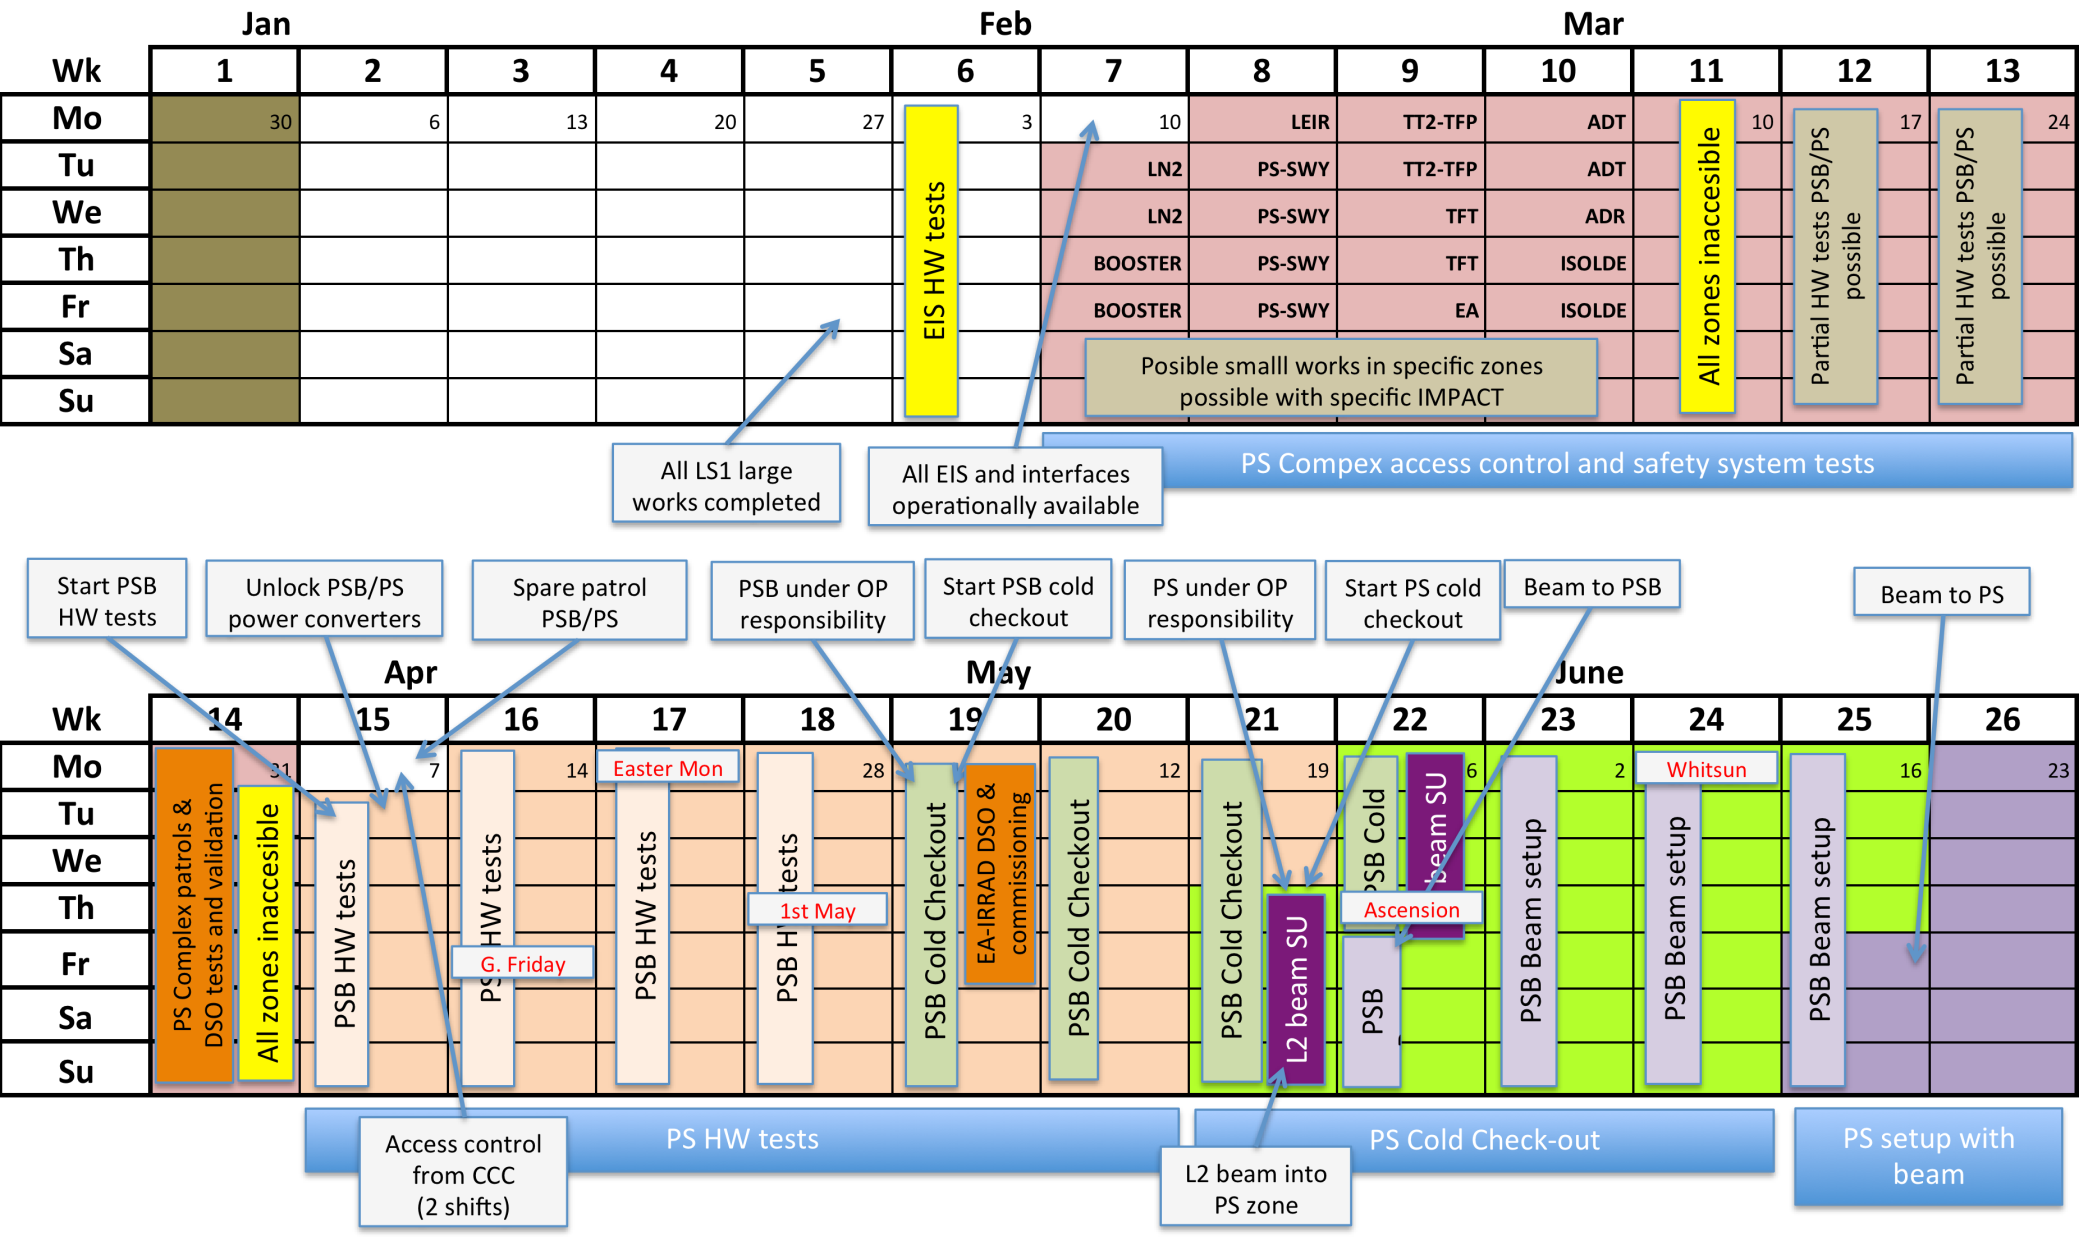 Jan Feb Mar
Wk 1 2 3 4 5 6 7 8 9 10 11 12 13
Mo 30 6 13 20 27 3 10 LEIR TT2-TFP ADT 10 17 24
Tu LN2 PS-SWY TT2-TFP ADT
We LN2 PS-SWY TFT ADR
Th BOOSTER PS-SWY TFT ISOLDE
Fr BOOSTER PS-SWY EA ISOLDE
Sa
Su
EIS HW tests
All zones inaccesible
Partial HW tests PSB/PS
possible
Partial HW tests PSB/PS
possible
Posible smalll works in specific zones
possible with specific IMPACT
All LS1 large
works completed
All EIS and interfaces
operationally available
PS Compex access control and safety system tests
Start PSB
HW tests
Unlock PSB/PS
power converters
Spare patrol
PSB/PS
PSB under OP
responsibility
Start PSB cold
checkout
PS under OP
responsibility
Start PS cold
checkout
Beam to PSB
Beam to PS
Apr May June
Wk 14 15 16 17 18 19 20 21 22 23 24 25 26
Mo 31 7 14 Easter Mon 28 12 19 6 2 Whitsun 16 23
Tu
We
Th 1st May Ascension
Fr G. Friday
Sa
Su
PS Complex patrols &
DSO tests and validation
All zones inaccesible
PSB HW tests
PSB HW tests
PSB HW tests
PSB HW tests
PSB Cold Checkout
EA-IRRAD DSO &
commissioning
PSB Cold Checkout
PSB Cold Checkout
L2 beam SU
PSB Cold
beam SU
PSB
PSB Beam setup
PSB Beam setup
PSB Beam setup
PS HW tests
PS Cold Check-out
PS setup with
beam
Access control
from CCC
(2 shifts)
L2 beam into
PS zone